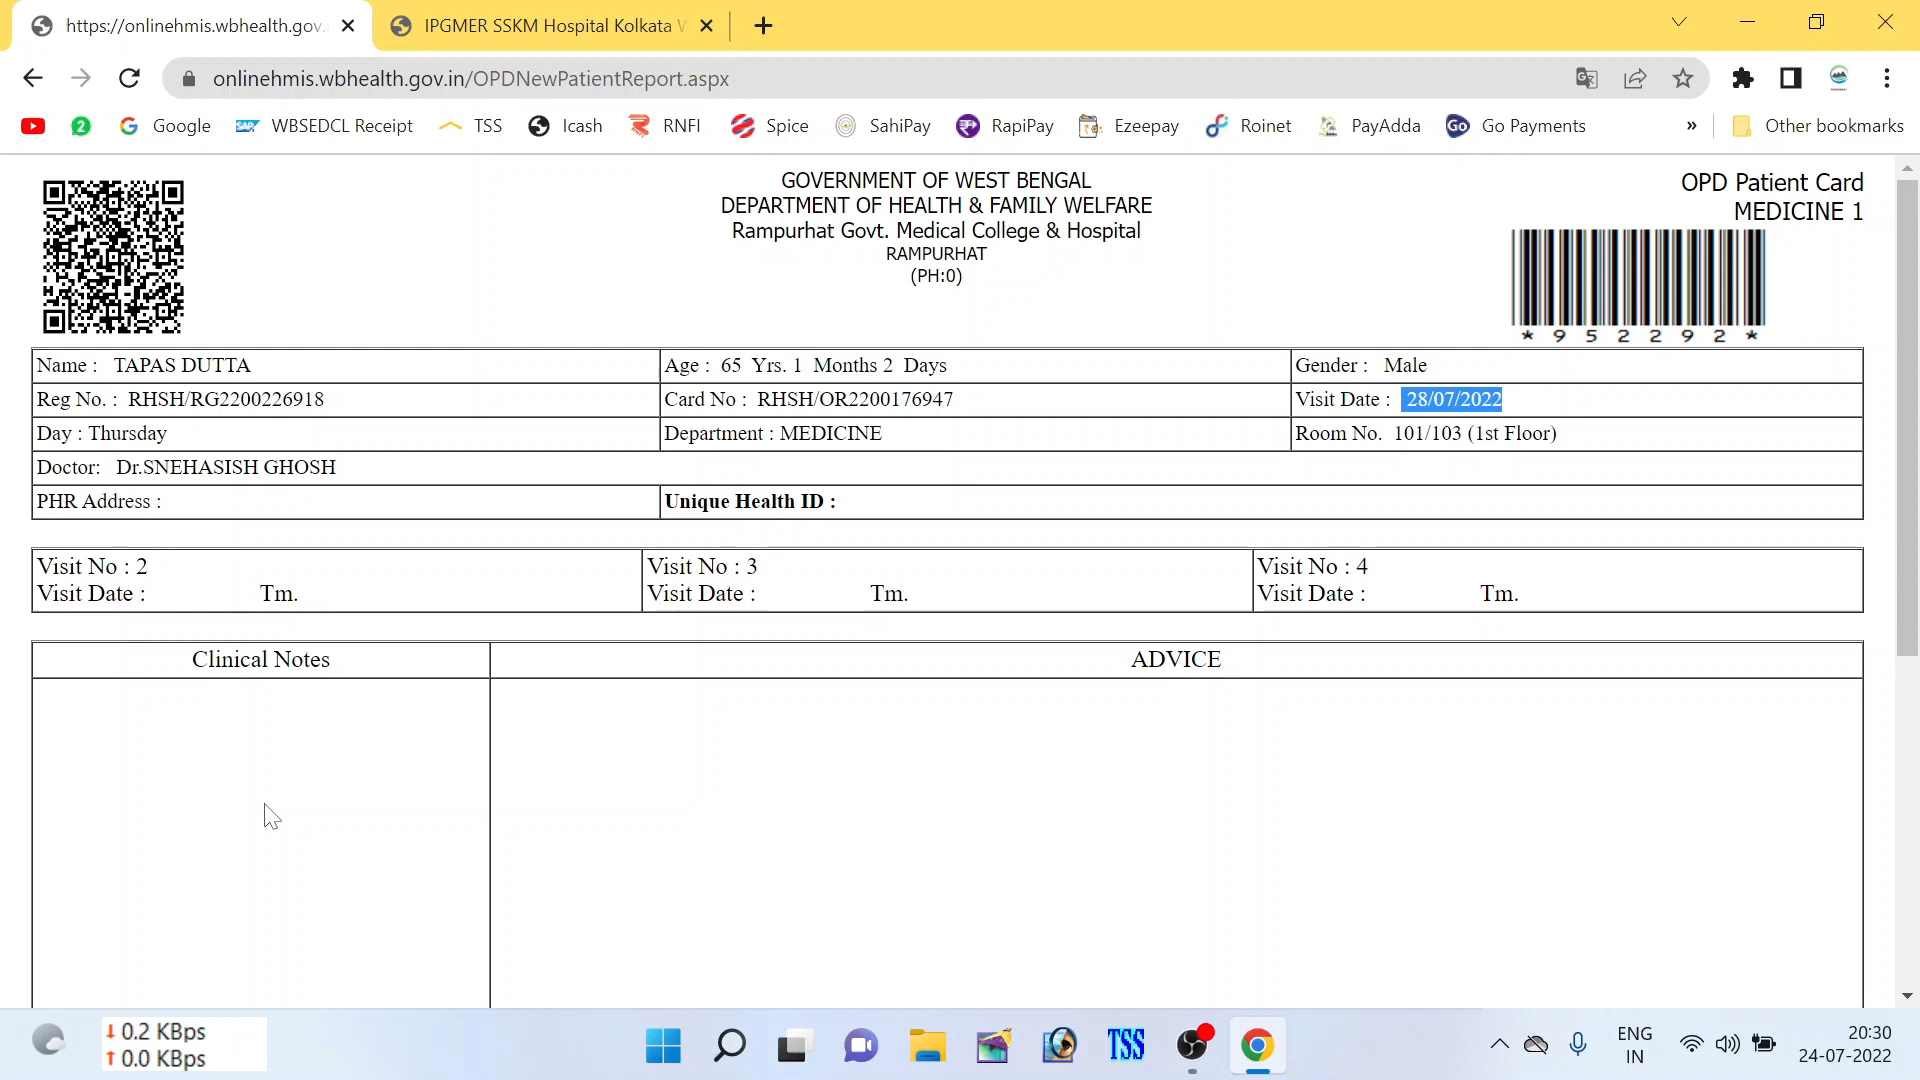 https://onlinehmis.wbhealth.gov.
IPGMER SSKM Hospital Kolkata
onlinehmis.wbhealth.gov.in/OPDNewPatientReport.aspx
2 Google WBSEDCL Receipt TSS Icash RNFI Spice SahiPay RapiPay Ezeepay Roinet PayAdda Go Go Payments » Other bookmarks
GOVERNMENT OF WEST BENGAL
DEPARTMENT OF HEALTH & FAMILY WELFARE
Rampurhat Govt. Medical College & Hospital
RAMPURHAT
(PH:0)
OPD Patient Card
MEDICINE 1
* 9 5 2 2 9 2 *
Name : TAPAS DUTTA Age : 65 Yrs. 1 Months 2 Days Gender : Male
Reg No. : RHSH/RG2200226918 Card No : RHSH/OR2200176947 Visit Date : 28/07/2022
Day : Thursday Department : MEDICINE Room No. 101/103 (1st Floor)
Doctor: Dr.SNEHASISH GHOSH
PHR Address : Unique Health ID :
Visit No : 2 Visit No : 3 Visit No : 4
Visit Date : Tm. Visit Date : Tm. Visit Date : Tm.
Clinical Notes ADVICE
0.2 KBps
0.0 KBps
TSS
ENG
IN
20:30
24-07-2022